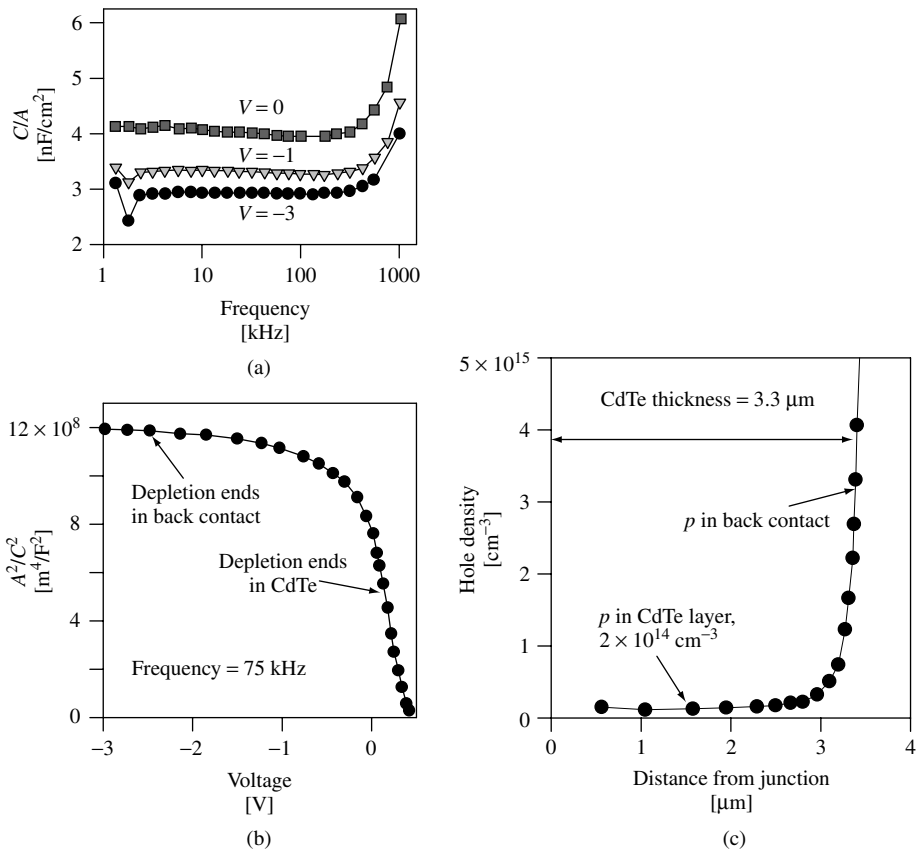 6
5
4
3
2
C/A
[nF/cm²]
V = 0
V = −1
V = −3
1
10
100
1000
Frequency
[kHz]
(a)
12 × 10⁸
8
4
0
A²/C²
[m⁴/F²]
Depletion ends
in back contact
Depletion ends
in CdTe
Frequency = 75 kHz
−3
−2
−1
0
Voltage
[V]
(b)
5 × 10¹⁵
4
3
2
1
0
Hole density
[cm⁻³]
CdTe thickness = 3.3 µm
p in back contact
p in CdTe layer,
2 × 10¹⁴ cm⁻³
0
1
2
3
4
Distance from junction
[µm]
(c)